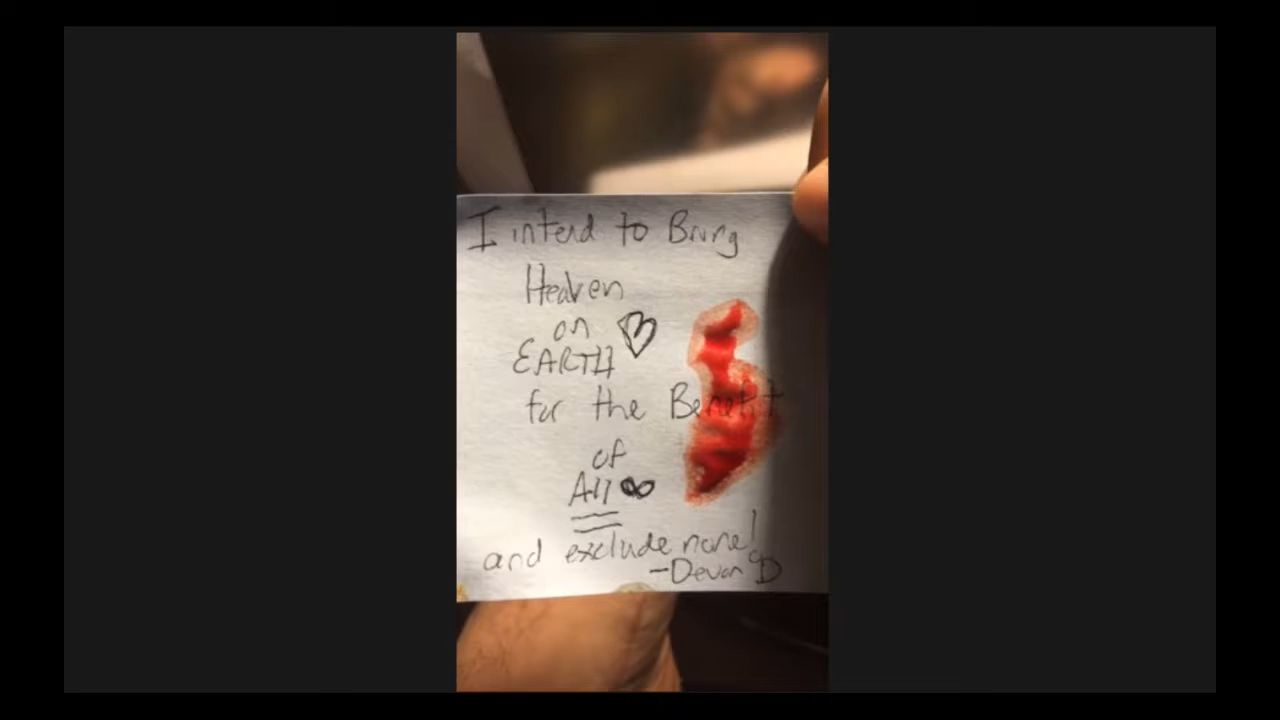 I intend to Bring
Heaven
on
EARTH
for the Benefit
of
All ∞
and exclude none!
-Devon D